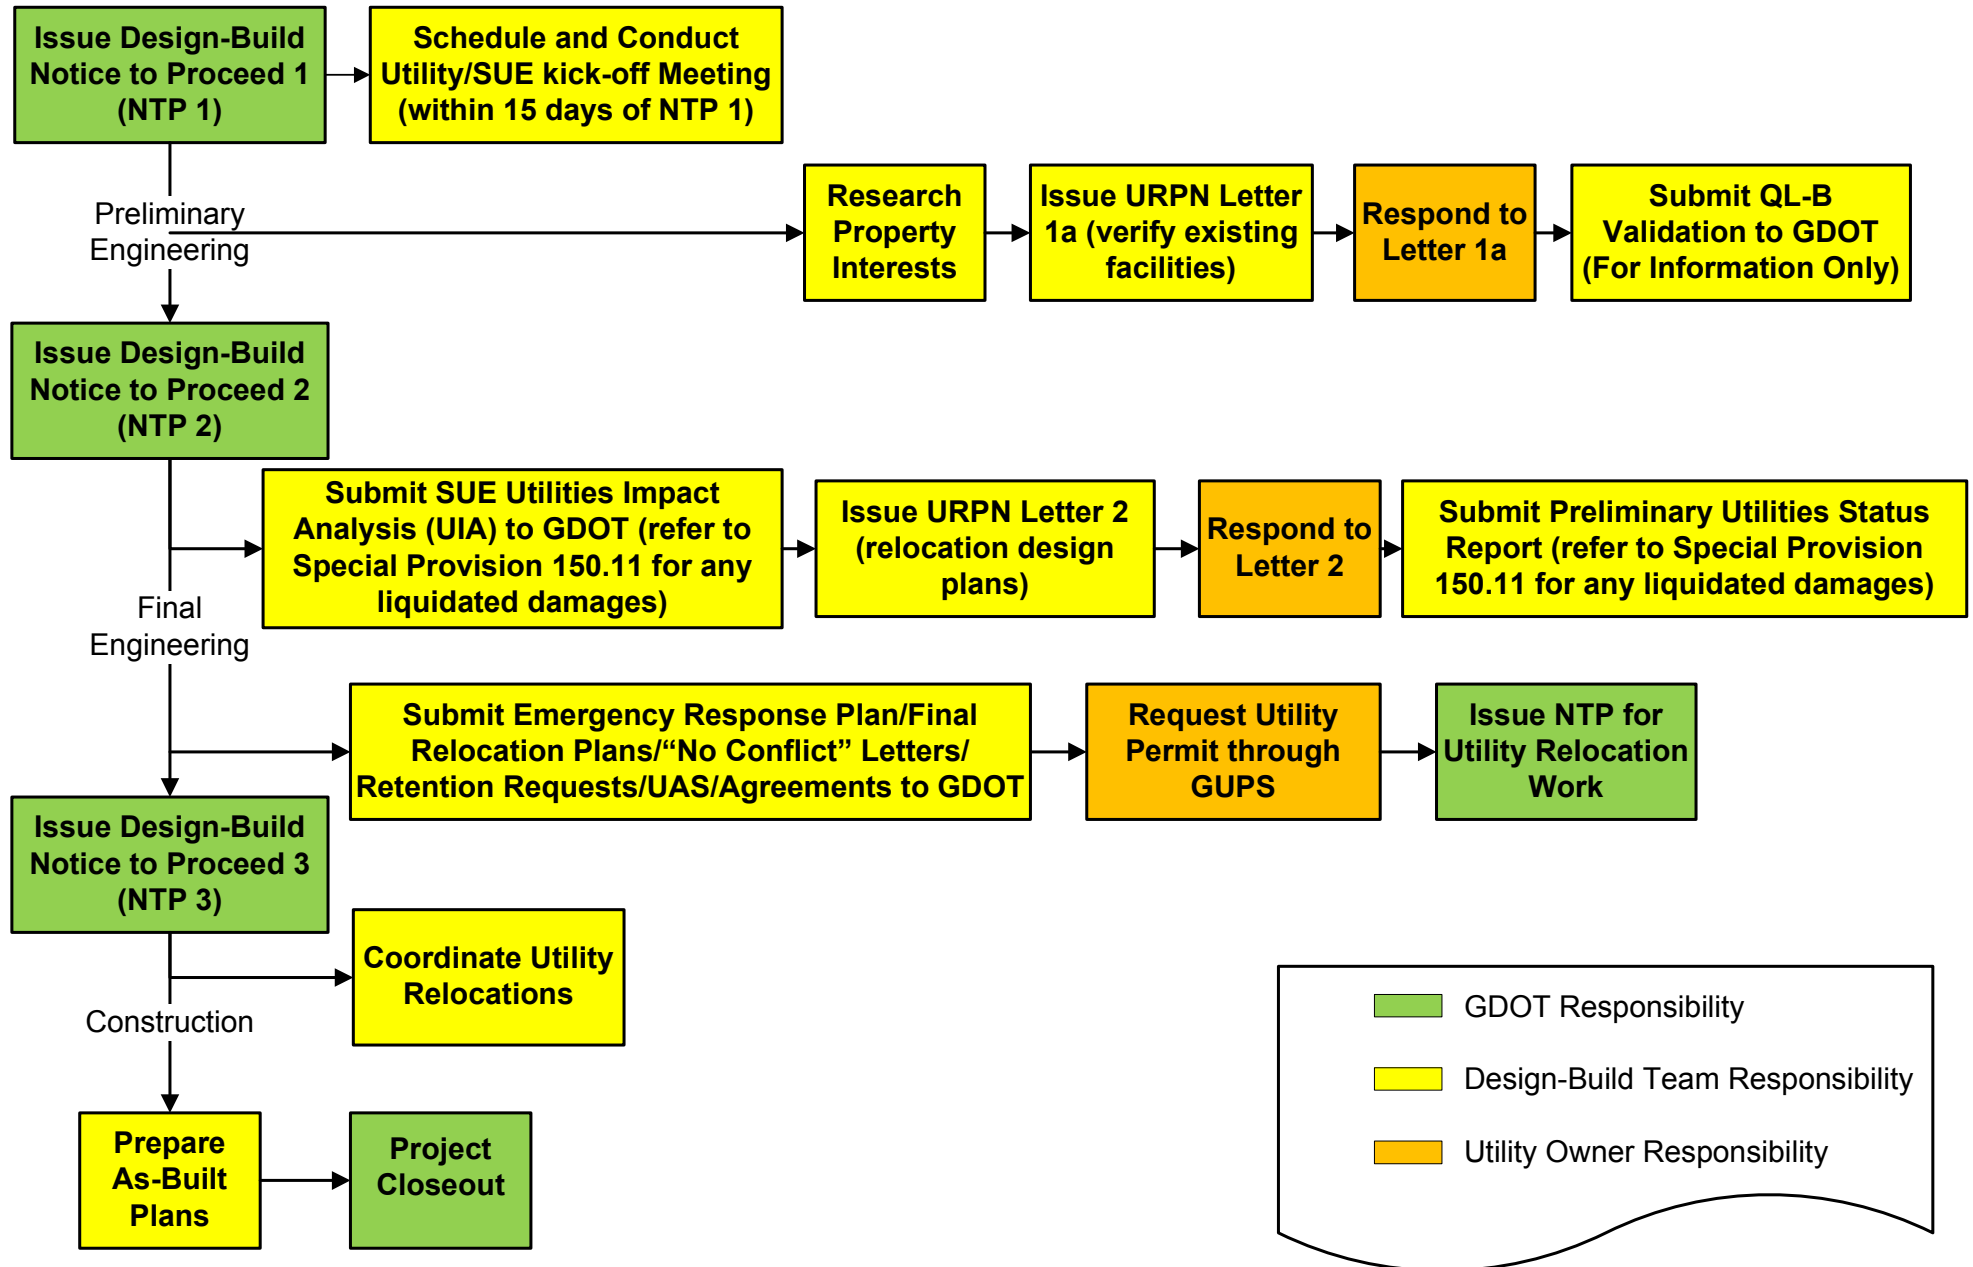 Issue Design-Build
Notice to Proceed 1
(NTP 1)
Schedule and Conduct
Utility/SUE kick-off Meeting
(within 15 days of NTP 1)
Preliminary
Engineering
Research
Property
Interests
Issue URPN Letter
1a (verify existing
facilities)
Respond to
Letter 1a
Submit QL-B
Validation to GDOT
(For Information Only)
Issue Design-Build
Notice to Proceed 2
(NTP 2)
Submit SUE Utilities Impact
Analysis (UIA) to GDOT (refer to
Special Provision 150.11 for any
liquidated damages)
Issue URPN Letter 2
(relocation design
plans)
Respond to
Letter 2
Submit Preliminary Utilities Status
Report (refer to Special Provision
150.11 for any liquidated damages)
Final
Engineering
Submit Emergency Response Plan/Final
Relocation Plans/“No Conflict” Letters/
Retention Requests/UAS/Agreements to GDOT
Request Utility
Permit through
GUPS
Issue NTP for
Utility Relocation
Work
Issue Design-Build
Notice to Proceed 3
(NTP 3)
Coordinate Utility
Relocations
Construction
Prepare
As-Built
Plans
Project
Closeout
GDOT Responsibility
Design-Build Team Responsibility
Utility Owner Responsibility